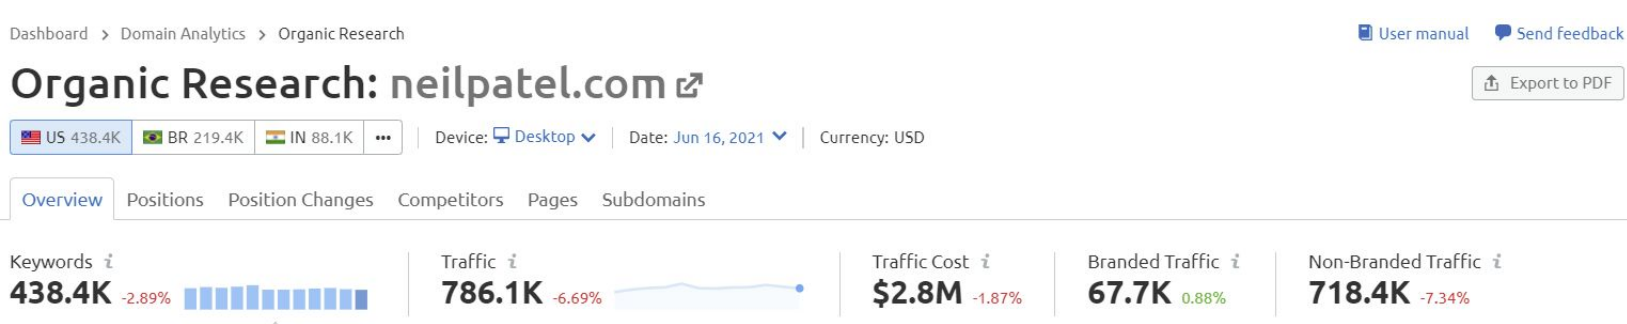 Dashboard > Domain Analytics > Organic Research
User manual
Send feedback
Organic Research: neilpatel.com
Export to PDF
US 438.4K BR 219.4K IN 88.1K ••• Device: Desktop Date: Jun 16, 2021 Currency: USD
Overview Positions Position Changes Competitors Pages Subdomains
Keywords i
438.4K -2.89%
Traffic i
786.1K -6.69%
Traffic Cost i
$2.8M -1.87%
Branded Traffic i
67.7K 0.88%
Non-Branded Traffic i
718.4K -7.34%